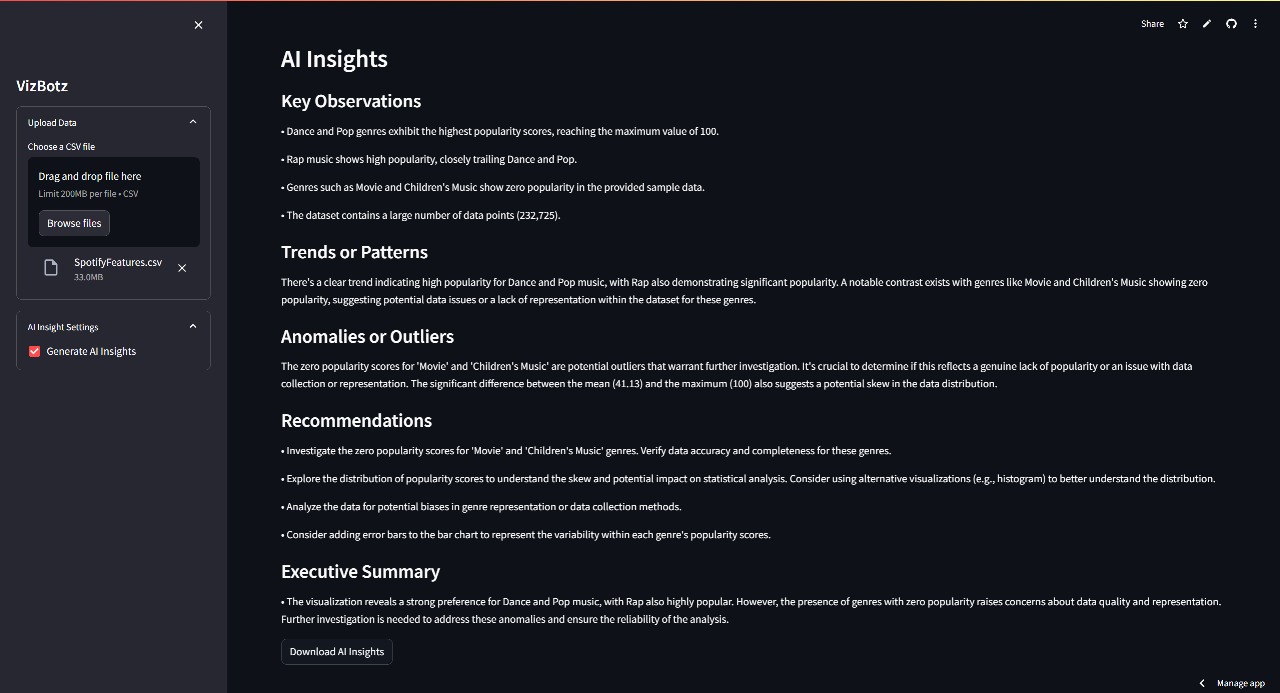 Share
VizBotz
Upload Data
Choose a CSV file
Drag and drop file here
Limit 200MB per file • CSV
Browse files
SpotifyFeatures.csv
33.0MB
AI Insight Settings
Generate AI Insights
AI Insights
Key Observations
• Dance and Pop genres exhibit the highest popularity scores, reaching the maximum value of 100.
• Rap music shows high popularity, closely trailing Dance and Pop.
• Genres such as Movie and Children's Music show zero popularity in the provided sample data.
• The dataset contains a large number of data points (232,725).
Trends or Patterns
There's a clear trend indicating high popularity for Dance and Pop music, with Rap also demonstrating significant popularity. A notable contrast exists with genres like Movie and Children's Music showing zero
popularity, suggesting potential data issues or a lack of representation within the dataset for these genres.
Anomalies or Outliers
The zero popularity scores for 'Movie' and 'Children's Music' are potential outliers that warrant further investigation. It's crucial to determine if this reflects a genuine lack of popularity or an issue with data
collection or representation. The significant difference between the mean (41.13) and the maximum (100) also suggests a potential skew in the data distribution.
Recommendations
• Investigate the zero popularity scores for 'Movie' and 'Children's Music' genres. Verify data accuracy and completeness for these genres.
• Explore the distribution of popularity scores to understand the skew and potential impact on statistical analysis. Consider using alternative visualizations (e.g., histogram) to better understand the distribution.
• Analyze the data for potential biases in genre representation or data collection methods.
• Consider adding error bars to the bar chart to represent the variability within each genre's popularity scores.
Executive Summary
• The visualization reveals a strong preference for Dance and Pop music, with Rap also highly popular. However, the presence of genres with zero popularity raises concerns about data quality and representation.
Further investigation is needed to address these anomalies and ensure the reliability of the analysis.
Download AI Insights
Manage app